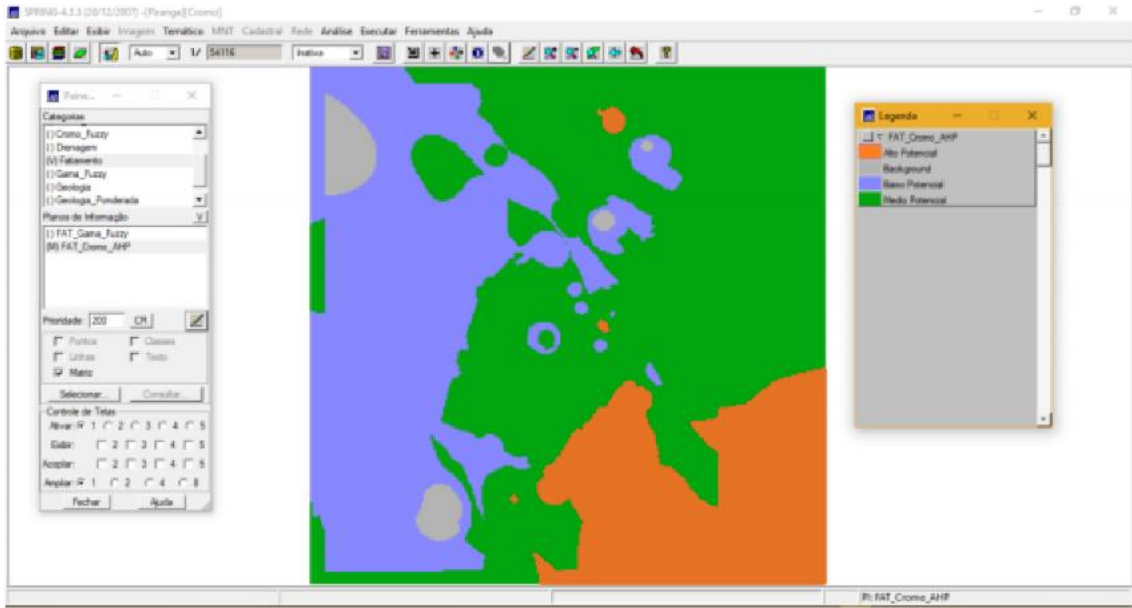 SPRING-4.3.3 (20/12/2007) -[Piranga][Cromo]
Arquivo Editar Exibir Imagem Temático MNT Cadastral Rede Análise Executar Ferramentas Ajuda
Auto 1/ 54116 Inativa
Paine...
Categorias
() Cromo_Fuzzy
() Drenagem
(V) Fatiamento
() Gama_Fuzzy
() Geologia
() Geologia_Ponderada
Planos de Informação V
() FAT_Gama_Fuzzy
(M) FAT_Cromo_AHP
Prioridade: 200 CR
Pontos Classes
Linhas Texto
Matriz
Selecionar... Consultar...
Controle de Telas
Ativar: 1 2 3 4 5
Exibir: 2 3 4 5
Acoplar: 2 3 4 5
Ampliar: 1 2 4 8
Fechar Ajuda
Legenda
FAT_Cromo_AHP
Alto Potencial
Background
Baixo Potencial
Medio Potencial
PI: FAT_Cromo_AHP